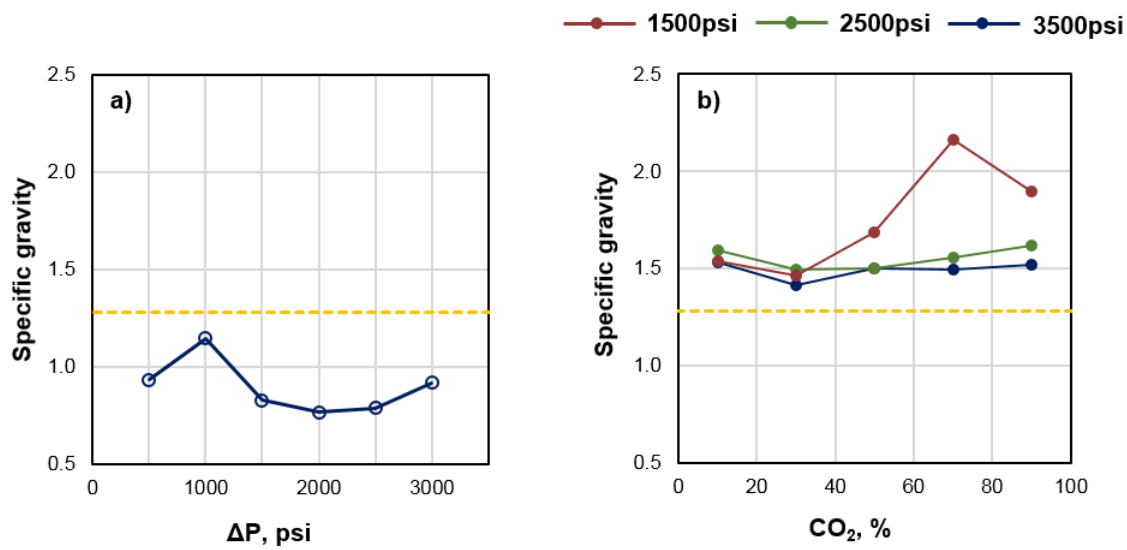 1500psi 2500psi 3500psi
a)
2.5
2.0
1.5
1.0
0.5
Specific gravity
0 1000 2000 3000
ΔP, psi
b)
2.5
2.0
1.5
1.0
0.5
Specific gravity
0 20 40 60 80 100
CO₂, %